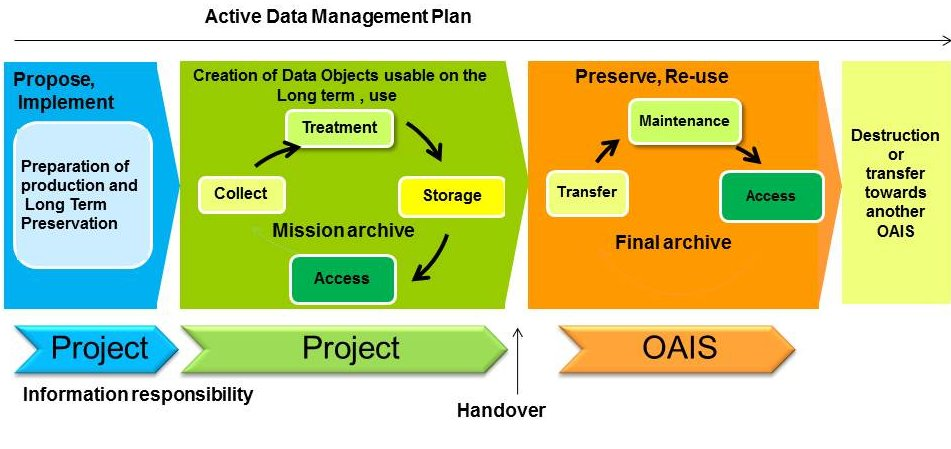 Active Data Management Plan
Propose,
Implement
Preparation of
production and
Long Term
Preservation
Creation of Data Objects usable on the
Long term , use
Treatment
Collect
Storage
Mission archive
Access
Preserve, Re-use
Maintenance
Transfer
Access
Final archive
Destruction
or
transfer
towards
another
OAIS
Project
Project
OAIS
Information responsibility
Handover